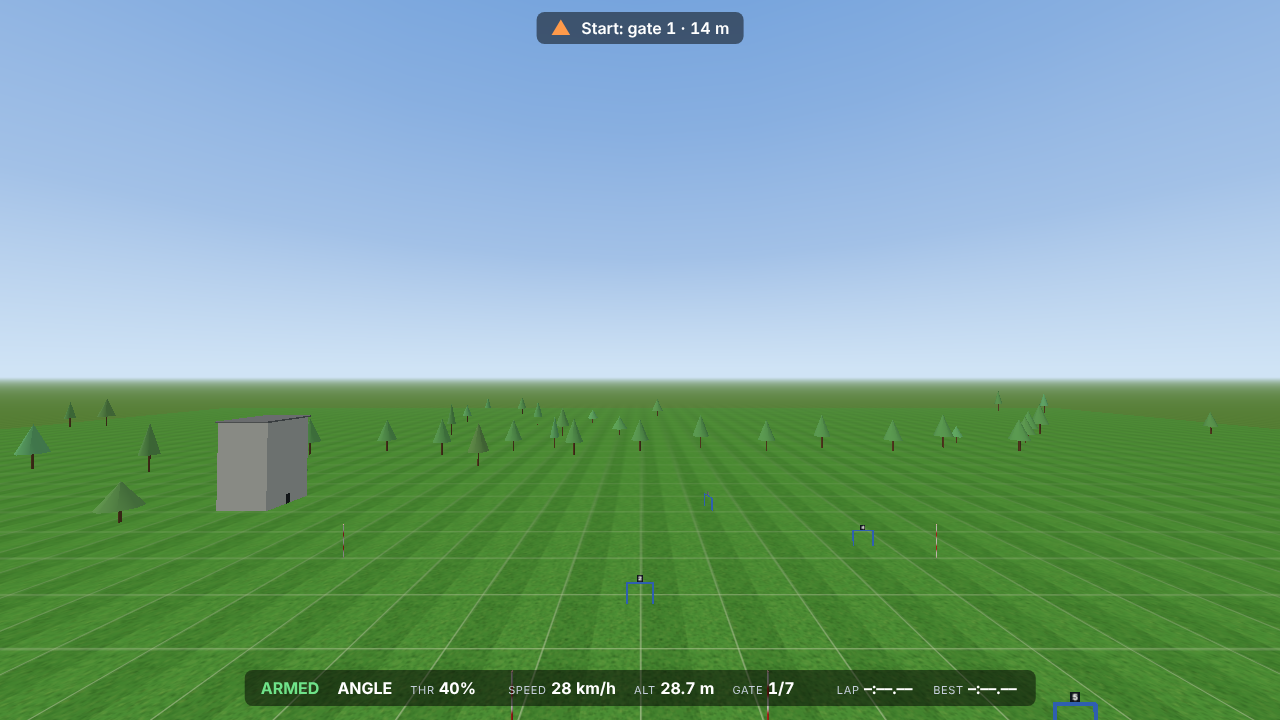 Start: gate 1 · 14 m
5
ARMED ANGLE THR 40% SPEED 28 km/h ALT 28.7 m GATE 1/7 LAP –:––.–– BEST –:––.––